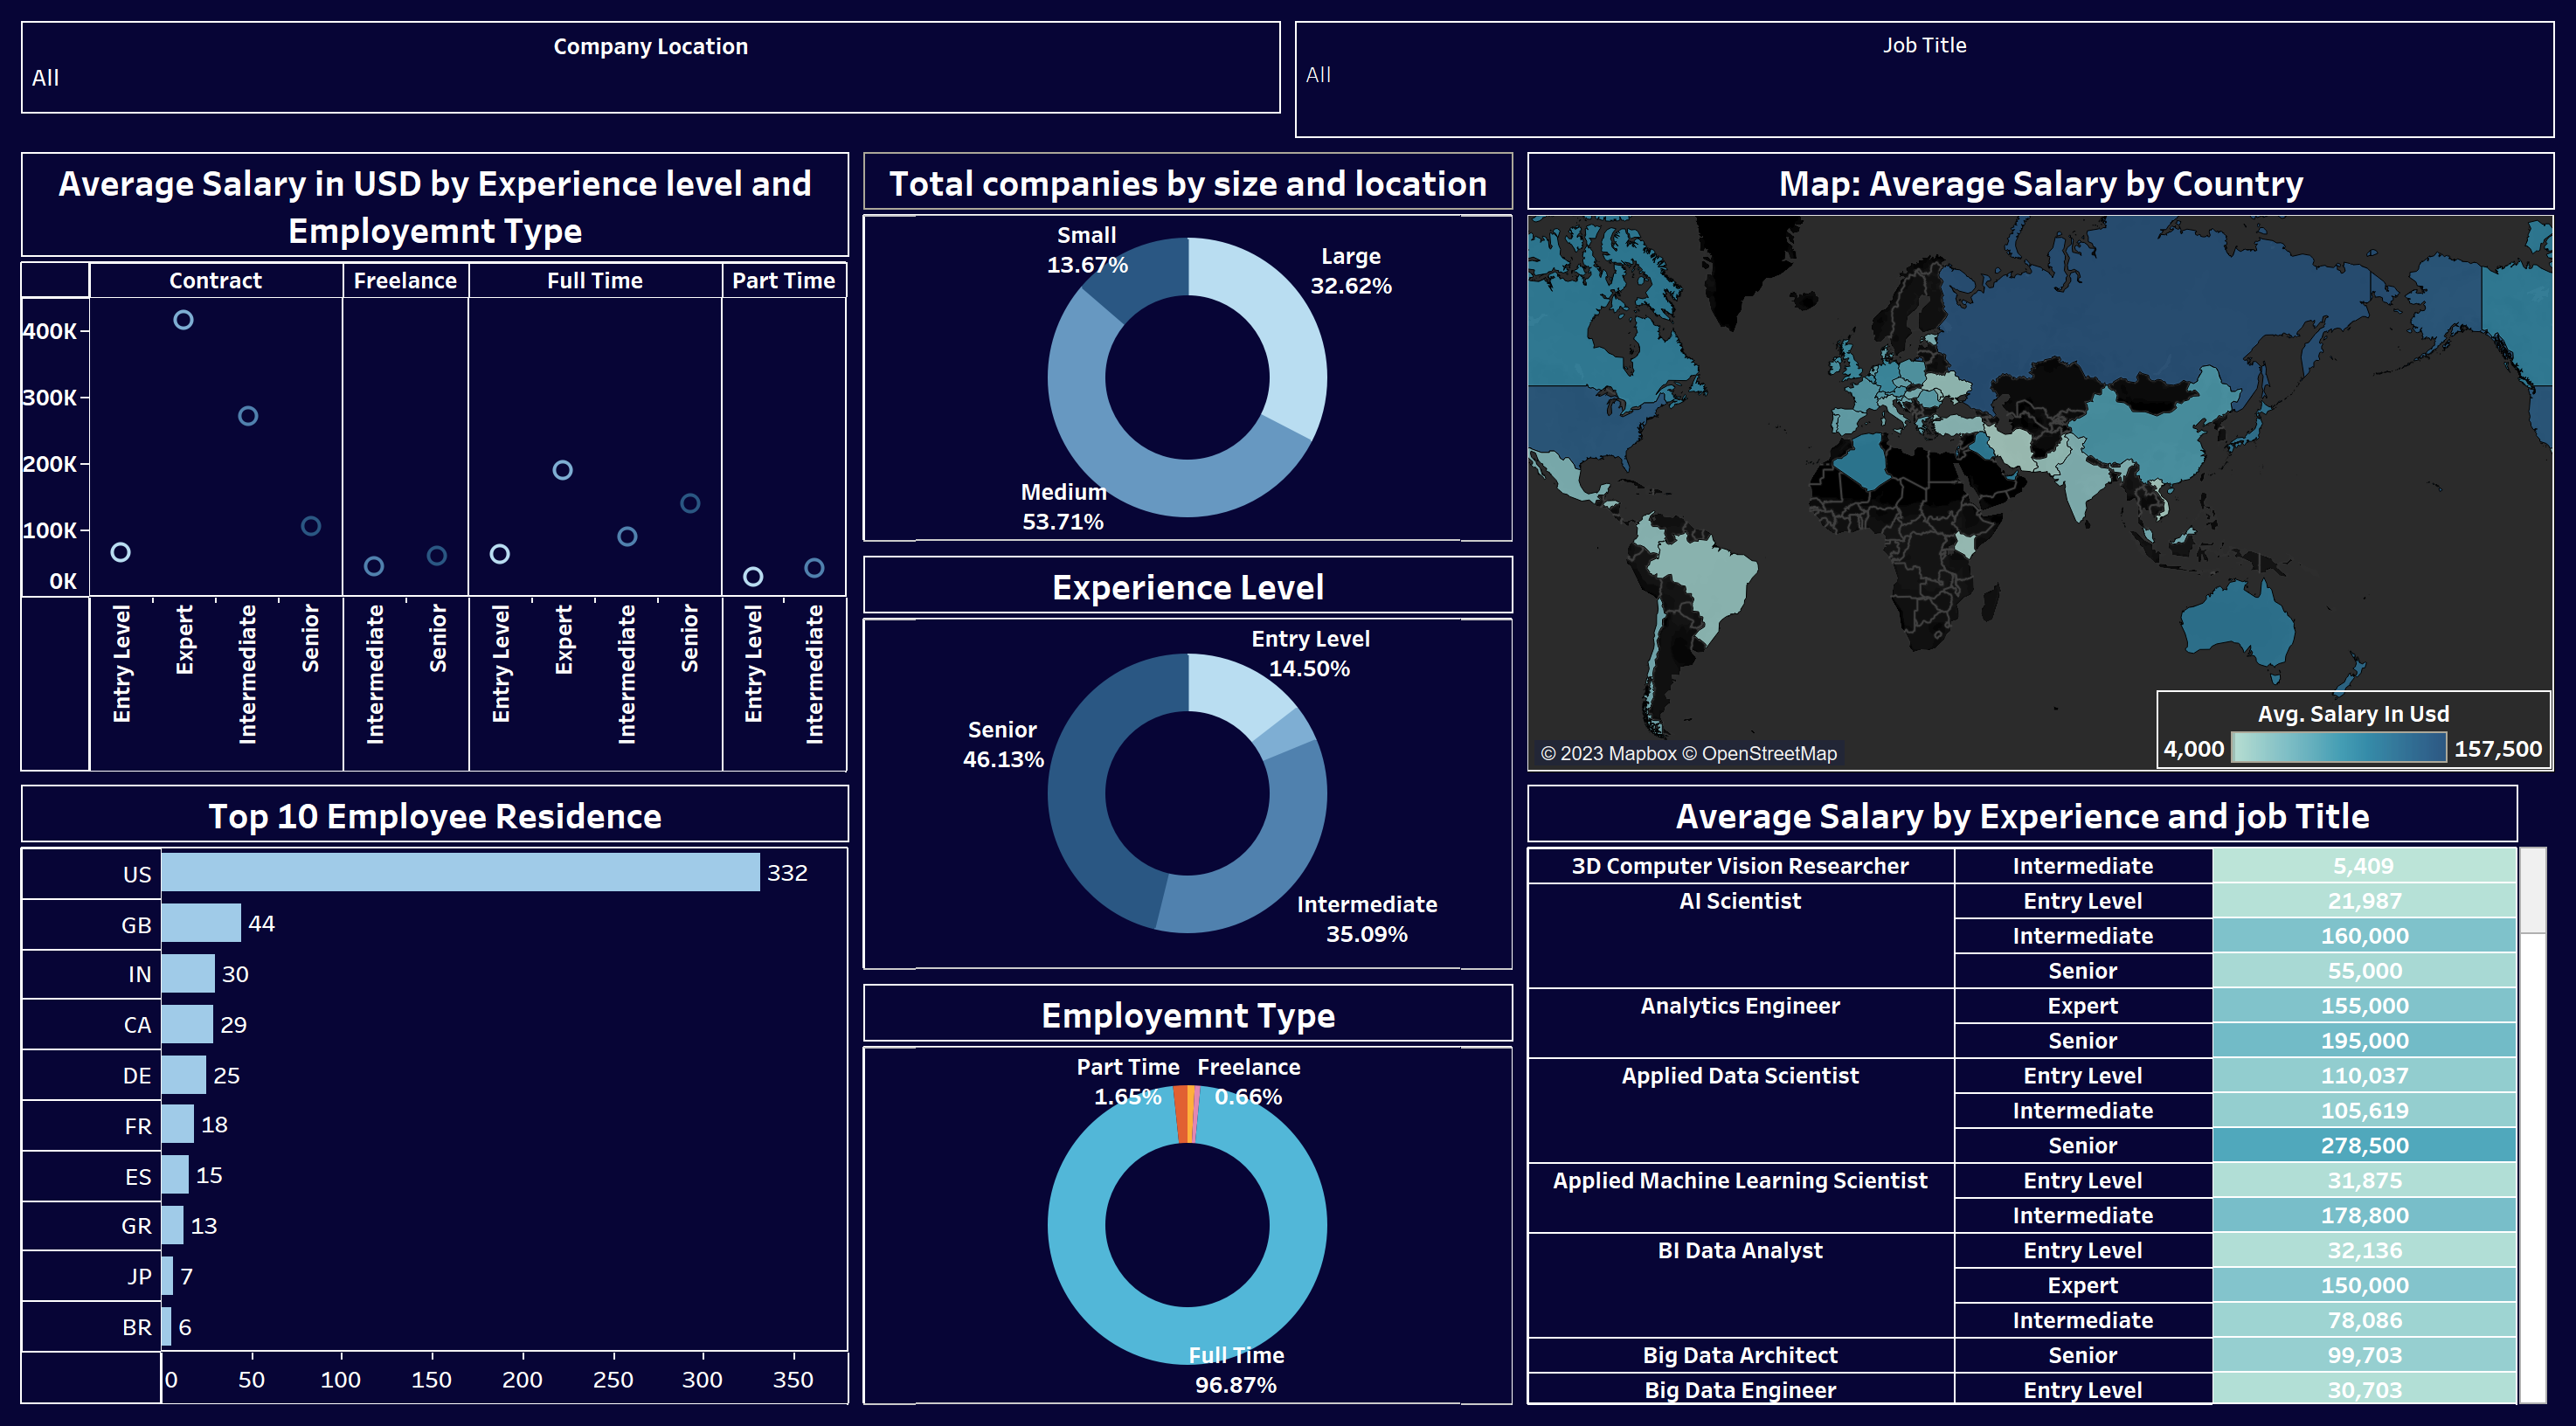 Company Location
All
Job Title
All
Average Salary in USD by Experience level and
Employemnt Type
Contract
Freelance
Full Time
Part Time
400K
300K
200K
100K
0K
Entry Level
Expert
Intermediate
Senior
Intermediate
Senior
Entry Level
Expert
Intermediate
Senior
Entry Level
Intermediate
Total companies by size and location
Small
13.67%
Large
32.62%
Medium
53.71%
Experience Level
Entry Level
14.50%
Senior
46.13%
Intermediate
35.09%
Employemnt Type
Part Time
1.65%
Freelance
0.66%
Full Time
96.87%
Map: Average Salary by Country
Avg. Salary In Usd
4,000
157,500
© 2023 Mapbox © OpenStreetMap
Top 10 Employee Residence
US 332
GB 44
IN 30
CA 29
DE 25
FR 18
ES 15
GR 13
JP 7
BR 6
0 50 100 150 200 250 300 350
Average Salary by Experience and job Title
3D Computer Vision Researcher Intermediate 5,409
AI Scientist Entry Level 21,987
Intermediate 160,000
Senior 55,000
Analytics Engineer Expert 155,000
Senior 195,000
Applied Data Scientist Entry Level 110,037
Intermediate 105,619
Senior 278,500
Applied Machine Learning Scientist Entry Level 31,875
Intermediate 178,800
BI Data Analyst Entry Level 32,136
Expert 150,000
Intermediate 78,086
Big Data Architect Senior 99,703
Big Data Engineer Entry Level 30,703